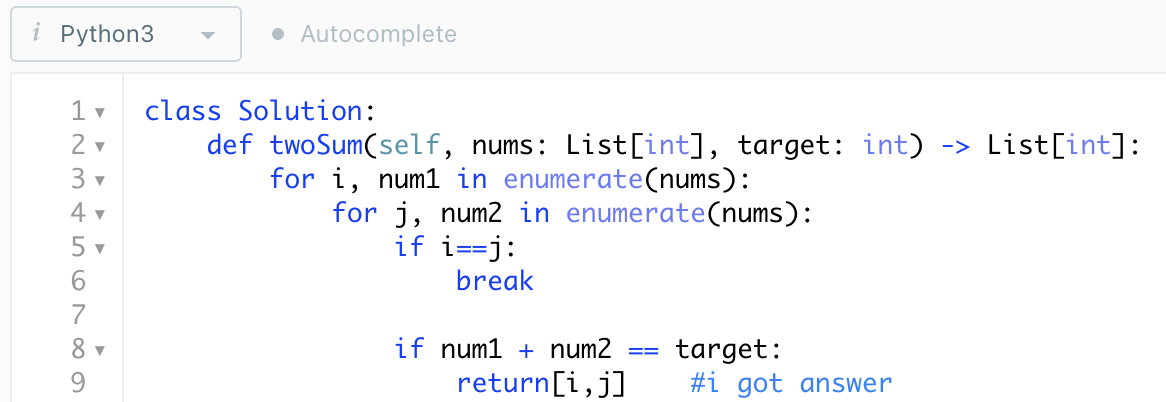 i Python3 Autocomplete
1 class Solution:
2     def twoSum(self, nums: List[int], target: int) -> List[int]:
3         for i, num1 in enumerate(nums):
4             for j, num2 in enumerate(nums):
5                 if i==j:
6                     break
7
8                 if num1 + num2 == target:
9                     return[i,j]    #i got answer